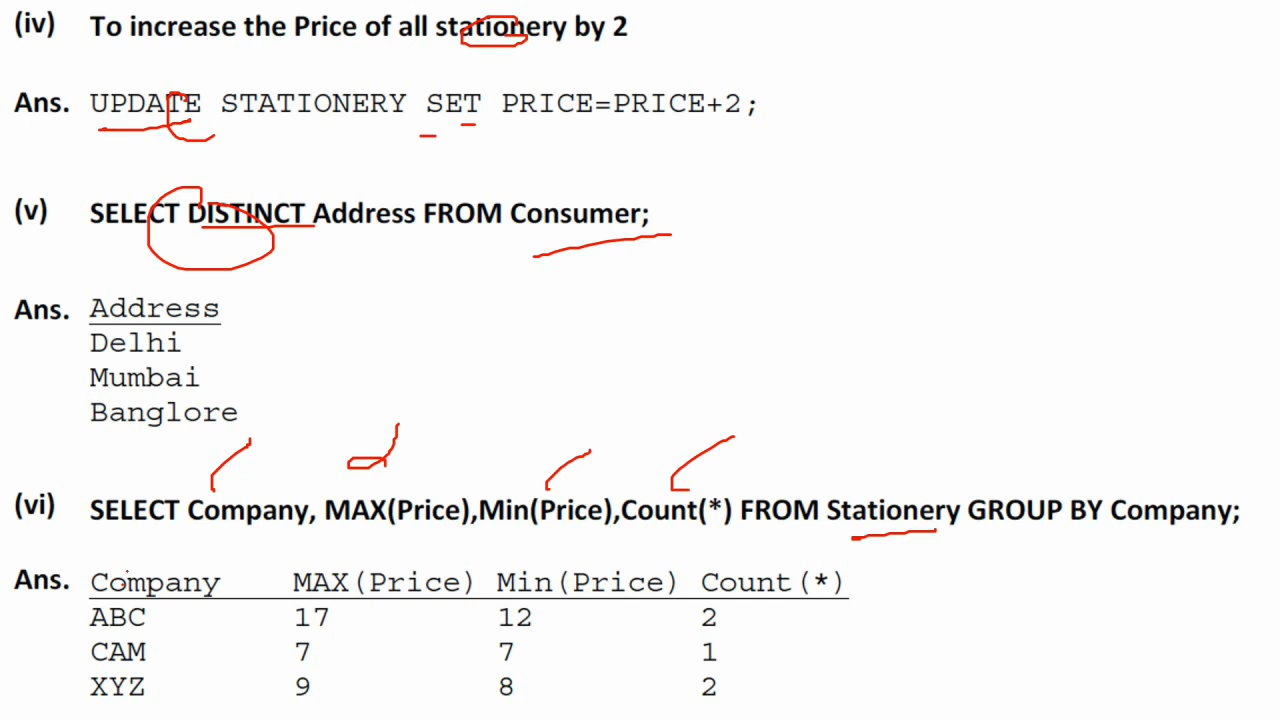 (iv) To increase the Price of all stationery by 2
Ans. UPDATE STATIONERY SET PRICE=PRICE+2;
(v) SELECT DISTINCT Address FROM Consumer;
Ans. Address
Delhi
Mumbai
Banglore
(vi) SELECT Company, MAX(Price),Min(Price),Count(*) FROM Stationery GROUP BY Company;
Ans. Company MAX(Price) Min(Price) Count(*)
ABC 17 12 2
CAM 7 7 1
XYZ 9 8 2